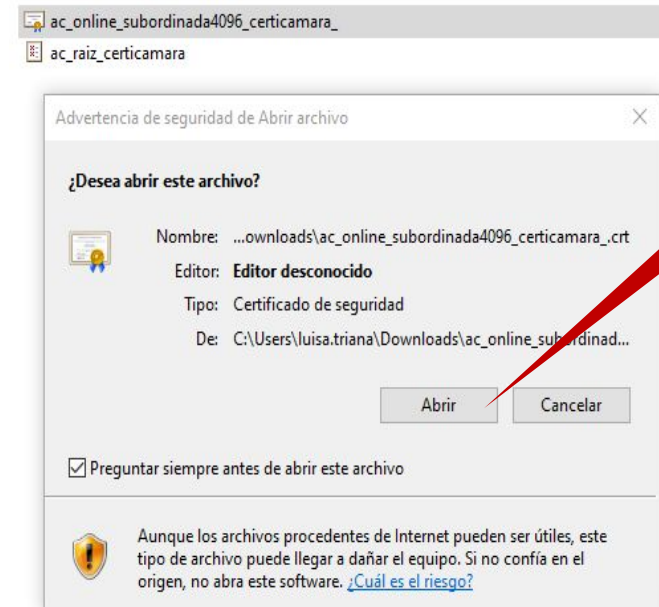 ac_online_subordinada4096_certicamara_
ac_raiz_certicamara
Advertencia de seguridad de Abrir archivo
¿Desea abrir este archivo?
Nombre: ...ownloads\ac_online_subordinada4096_certicamara_.crt
Editor: Editor desconocido
Tipo: Certificado de seguridad
De: C:\Users\luisa.triana\Downloads\ac_online_subordinad...
Abrir Cancelar
Preguntar siempre antes de abrir este archivo
Aunque los archivos procedentes de Internet pueden ser útiles, este
tipo de archivo puede llegar a dañar el equipo. Si no confía en el
origen, no abra este software. ¿Cuál es el riesgo?